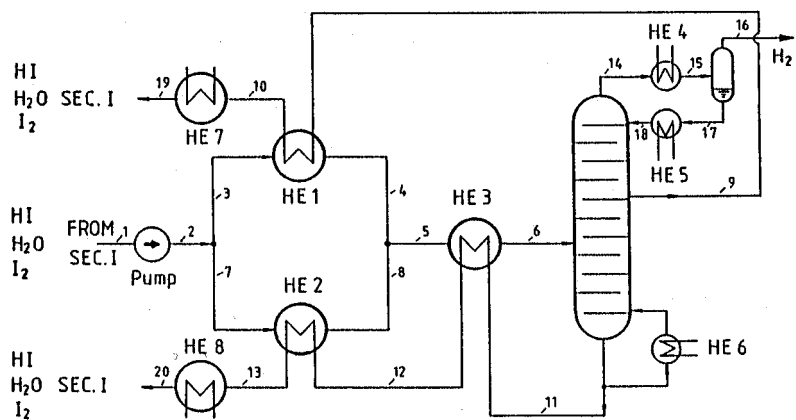 HE 4
16
14
15
H2
HI
19
10
H2O SEC. I
I2
HE 7
18
17
HE 5
HE 1
9
3
4
HE 3
HI
FROM
H2O
1
2
5
6
SEC. I
I2
Pump
7
8
HE 2
HE 8
HE 6
HI
20
13
12
H2O SEC. I
I2
11